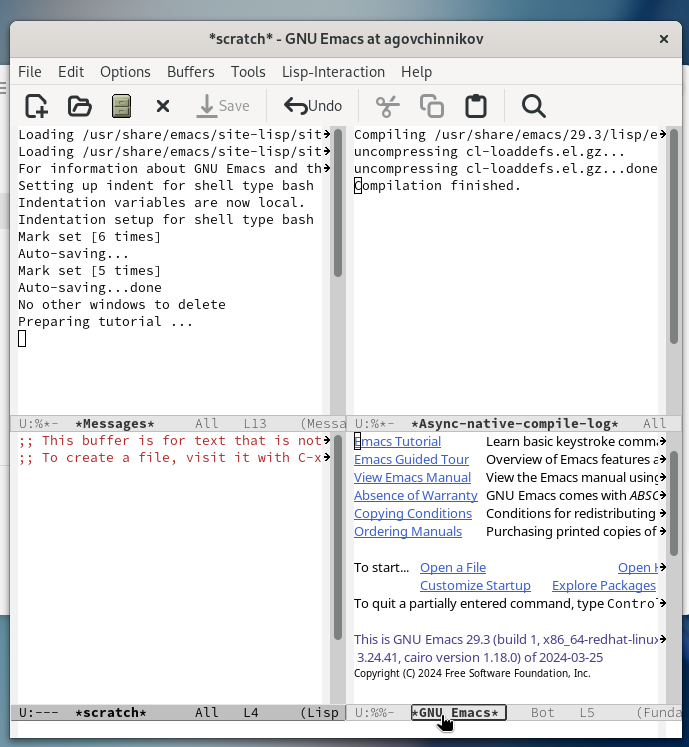 *scratch* - GNU Emacs at agovchinnikov
File Edit Options Buffers Tools Lisp-Interaction Help
Save Undo
Loading /usr/share/emacs/site-lisp/sit
Loading /usr/share/emacs/site-lisp/sit
For information about GNU Emacs and th
Setting up indent for shell type bash
Indentation variables are now local.
Indentation setup for shell type bash
Mark set [6 times]
Auto-saving...
Mark set [5 times]
Auto-saving...done
No other windows to delete
Preparing tutorial ...
U:%*- *Messages* All L13 (Messa
Compiling /usr/share/emacs/29.3/lisp/e
uncompressing cl-loaddefs.el.gz...
uncompressing cl-loaddefs.el.gz...done
Compilation finished.
U:%*- *Async-native-compile-log* All
;; This buffer is for text that is not
;; To create a file, visit it with C-x
U:--- *scratch* All L4 (Lisp
Emacs Tutorial Learn basic keystroke comma
Emacs Guided Tour Overview of Emacs features a
View Emacs Manual View the Emacs manual using
Absence of Warranty GNU Emacs comes with ABSO
Copying Conditions Conditions for redistributing
Ordering Manuals Purchasing printed copies of
To start... Open a File Open H
Customize Startup Explore Packages
To quit a partially entered command, type Contro
This is GNU Emacs 29.3 (build 1, x86_64-redhat-linux
3.24.41, cairo version 1.18.0) of 2024-03-25
Copyright (C) 2024 Free Software Foundation, Inc.
U:%%- *GNU Emacs* Bot L5 (Funda